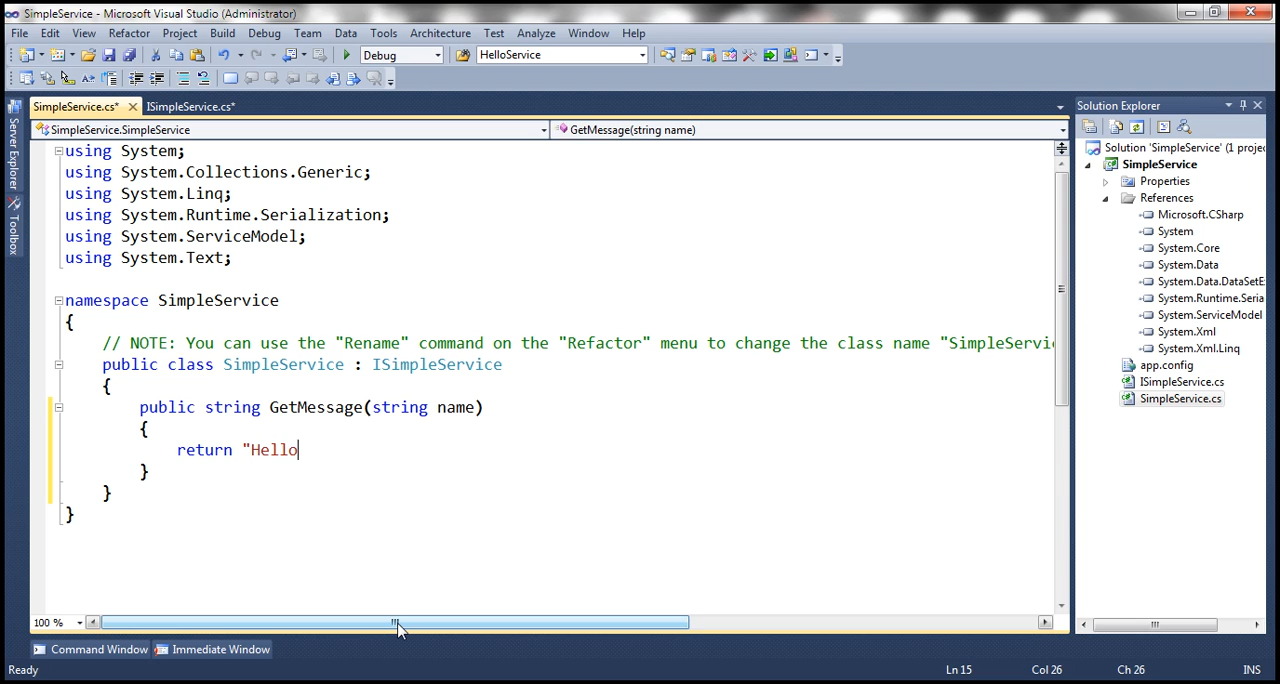 SimpleService - Microsoft Visual Studio (Administrator)
File Edit View Refactor Project Build Debug Team Data Tools Architecture Test Analyze Window Help
Debug HelloService
SimpleService.cs* ISimpleService.cs*
SimpleService.SimpleService GetMessage(string name)
Server Explorer
Toolbox
using System;
using System.Collections.Generic;
using System.Linq;
using System.Runtime.Serialization;
using System.ServiceModel;
using System.Text;
namespace SimpleService
{
// NOTE: You can use the "Rename" command on the "Refactor" menu to change the class name "SimpleServic
public class SimpleService : ISimpleService
{
public string GetMessage(string name)
{
return "Hello
}
}
}
100 %
Solution Explorer
Solution 'SimpleService' (1 projec
SimpleService
Properties
References
Microsoft.CSharp
System
System.Core
System.Data
System.Data.DataSetE
System.Runtime.Seria
System.ServiceModel
System.Xml
System.Xml.Linq
app.config
ISimpleService.cs
SimpleService.cs
Command Window Immediate Window
Ready Ln 15 Col 26 Ch 26 INS